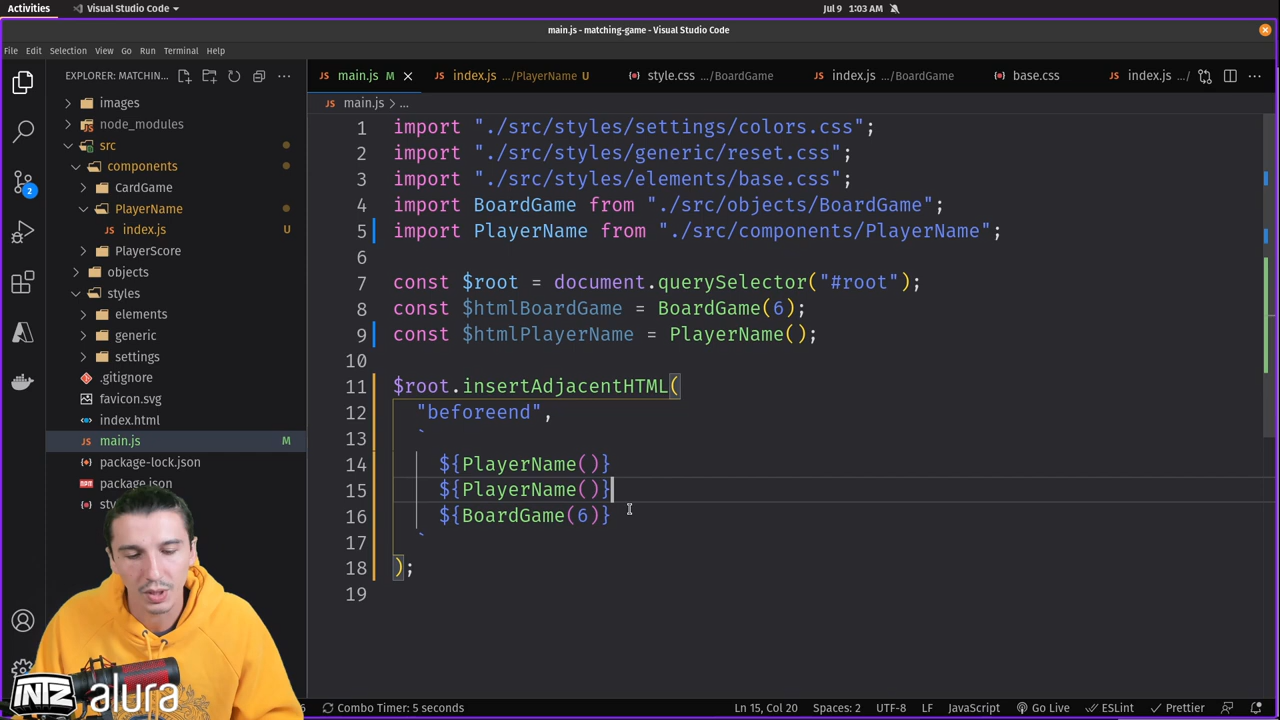 Activities
Visual Studio Code
Jul 9 1:03 AM
main.js - matching-game - Visual Studio Code
File Edit Selection View Go Run Terminal Help
EXPLORER: MATCHIN...
main.js M
index.js .../PlayerName U
style.css .../BoardGame
index.js .../BoardGame
base.css
index.js .../
images
node_modules
src
components
CardGame
PlayerName
index.js U
PlayerScore
objects
styles
elements
generic
settings
.gitignore
favicon.svg
index.html
main.js M
package-lock.json
package.json
2
main.js > ...
1 import "./src/styles/settings/colors.css";
2 import "./src/styles/generic/reset.css";
3 import "./src/styles/elements/base.css";
4 import BoardGame from "./src/objects/BoardGame";
5 import PlayerName from "./src/components/PlayerName";
6
7 const $root = document.querySelector("#root");
8 const $htmlBoardGame = BoardGame(6);
9 const $htmlPlayerName = PlayerName();
10
11 $root.insertAdjacentHTML(
12 "beforeend",
13 `
14 ${PlayerName()}
15 ${PlayerName()}
16 ${BoardGame(6)}
17 `
18 );
19
INTZ alura
Combo Timer: 5 seconds
Ln 15, Col 20
Spaces: 2
UTF-8
LF
JavaScript
Go Live
ESLint
Prettier